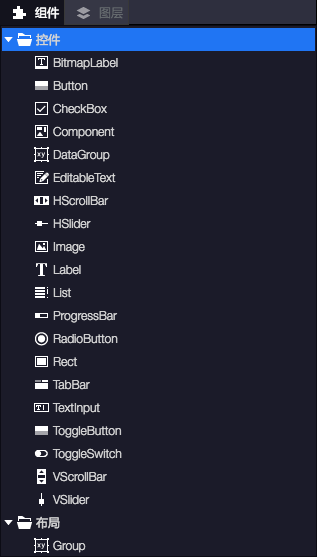 组件 图层
控件
BitmapLabel
Button
CheckBox
Component
DataGroup
EditableText
HScrollBar
HSlider
Image
Label
List
ProgressBar
RadioButton
Rect
TabBar
TextInput
ToggleButton
ToggleSwitch
VScrollBar
VSlider
布局
Group